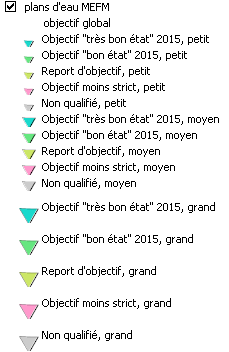 plans d'eau MEFM
objectif global
Objectif "très bon état" 2015, petit
Objectif "bon état" 2015, petit
Report d'objectif, petit
Objectif moins strict, petit
Non qualifié, petit
Objectif "très bon état" 2015, moyen
Objectif "bon état" 2015, moyen
Report d'objectif, moyen
Objectif moins strict, moyen
Non qualifié, moyen
Objectif "très bon état" 2015, grand
Objectif "bon état" 2015, grand
Report d'objectif, grand
Objectif moins strict, grand
Non qualifié, grand